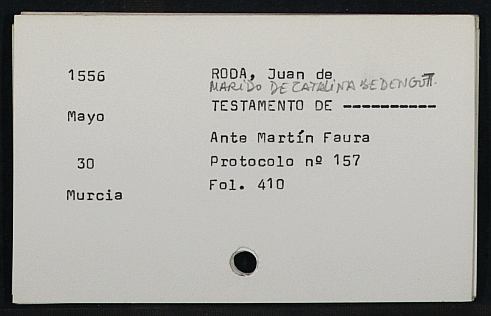 1556
RODA, Juan de
MARIDO DE CATALINA
TESTAMENTO DE ----------
Mayo
Ante Martín Faura
30
Protocolo nº 157
Fol. 410
Murcia